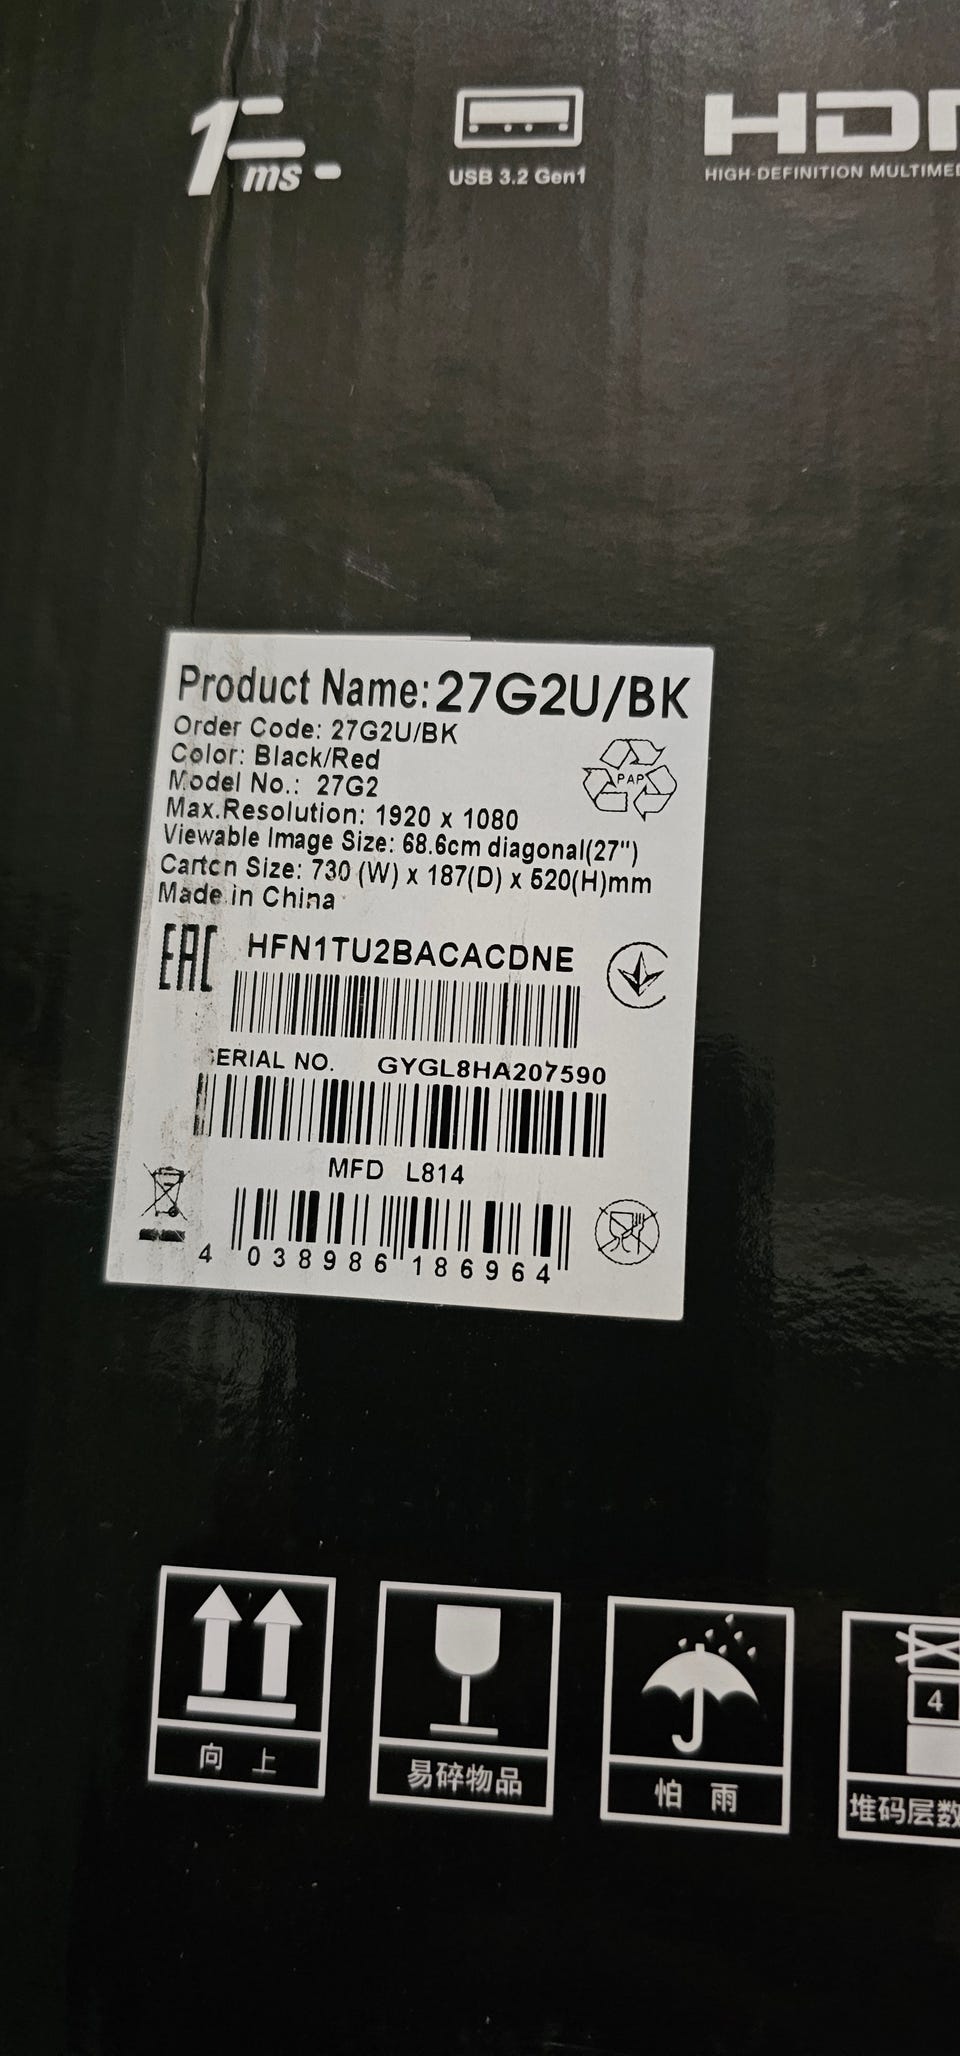 1ms
USB 3.2 Gen1
HDM
HIGH-DEFINITION MULTIMED
Product Name: 27G2U/BK
Order Code: 27G2U/BK
Color: Black/Red
Model No.: 27G2
PAP
Max.Resolution: 1920 x 1080
Viewable Image Size: 68.6cm diagonal(27")
Carton Size: 730 (W) x 187(D) x 520(H)mm
Made in China
EAC
HFN1TU2BACACDNE
SERIAL NO. GYGL8HA207590
MFD L814
4 038986 186964
4
向上
易碎物品
怕雨
堆码层数